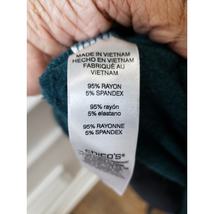 MADE IN VIETNAM
HECHO EN VIETNAM
FABRIQUÉ AU
VIETNAM
95% RAYON
5% SPANDEX
95% rayón
5% elastano
95% RAYONNE
5% SPANDEX
CHICO'S®